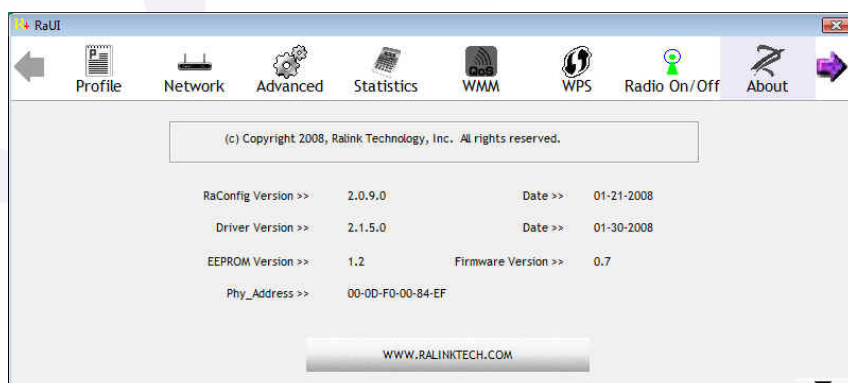 RaUI
Profile Network Advanced Statistics QoS WMM WPS Radio On/Off About
(c) Copyright 2008, Ralink Technology, Inc. All rights reserved.
RaConfig Version >> 2.0.9.0 Date >> 01-21-2008
Driver Version >> 2.1.5.0 Date >> 01-30-2008
EEPROM Version >> 1.2 Firmware Version >> 0.7
Phy_Address >> 00-0D-F0-00-84-EF
WWW.RALINKTECH.COM